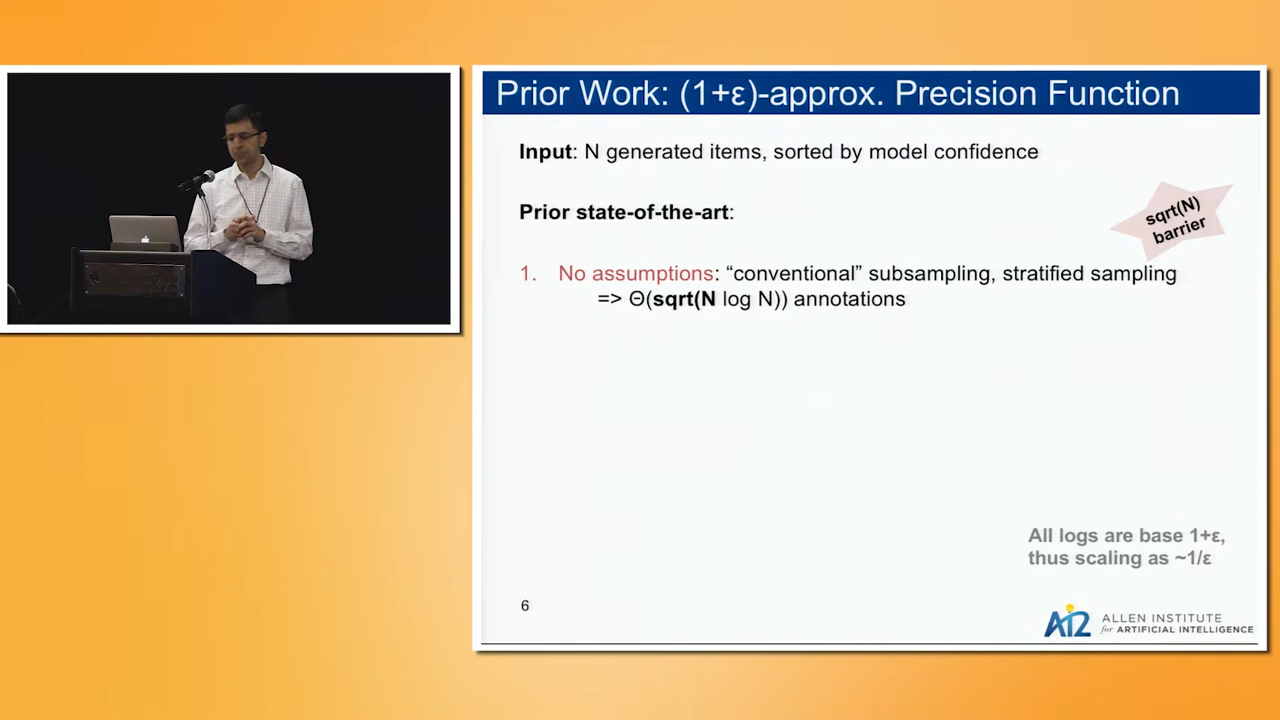 Prior Work: (1+ε)-approx. Precision Function
Input: N generated items, sorted by model confidence
Prior state-of-the-art:
sqrt(N)
barrier
1. No assumptions: “conventional” subsampling, stratified sampling
=> Θ(sqrt(N log N)) annotations
All logs are base 1+ε,
thus scaling as ~1/ε
6
Ai2 ALLEN INSTITUTE
for ARTIFICIAL INTELLIGENCE